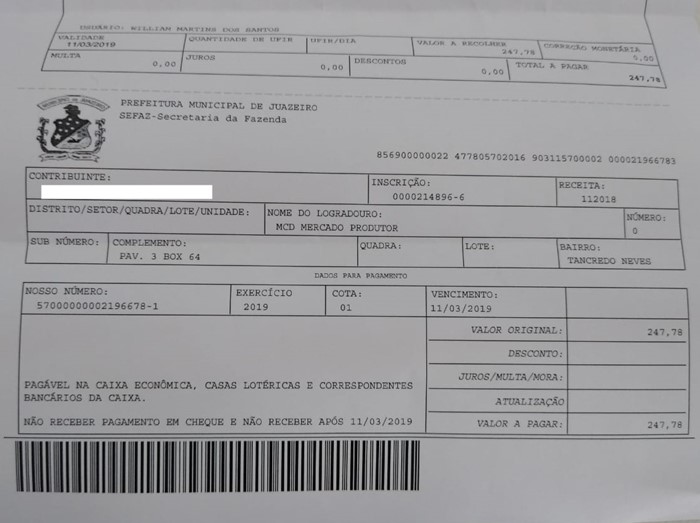 USUÁRIO: WILLIAN MARTINS DOS SANTOS
VALIDADE QUANTIDADE DE UFIR UFIR/DIA VALOR A RECOLHER CORREÇÃO MONETÁRIA
11/03/2019 247,78 0,00
MULTA JUROS DESCONTOS TOTAL A PAGAR
0,00 0,00 0,00 247,78
PREFEITURA MUNICIPAL DE JUAZEIRO
SEFAZ-Secretaria da Fazenda
856900000022 477805702016 903115700002 000021966783
CONTRIBUINTE: INSCRIÇÃO: RECEITA:
0000214896-6 112018
DISTRITO/SETOR/QUADRA/LOTE/UNIDADE: NOME DO LOGRADOURO: NÚMERO:
MCD MERCADO PRODUTOR 0
SUB NÚMERO: COMPLEMENTO: QUADRA: LOTE: BAIRRO:
PAV. 3 BOX 64 TANCREDO NEVES
DADOS PARA PAGAMENTO
NOSSO NÚMERO: EXERCÍCIO COTA: VENCIMENTO:
57000000002196678-1 2019 01 11/03/2019
VALOR ORIGINAL: 247,78
DESCONTO:
JUROS/MULTA/MORA:
PAGÁVEL NA CAIXA ECONÔMICA, CASAS LOTÉRICAS E CORRESPONDENTES
BANCÁRIOS DA CAIXA.
ATUALIZAÇÃO
NÃO RECEBER PAGAMENTO EM CHEQUE E NÃO RECEBER APÓS 11/03/2019
VALOR A PAGAR: 247,78